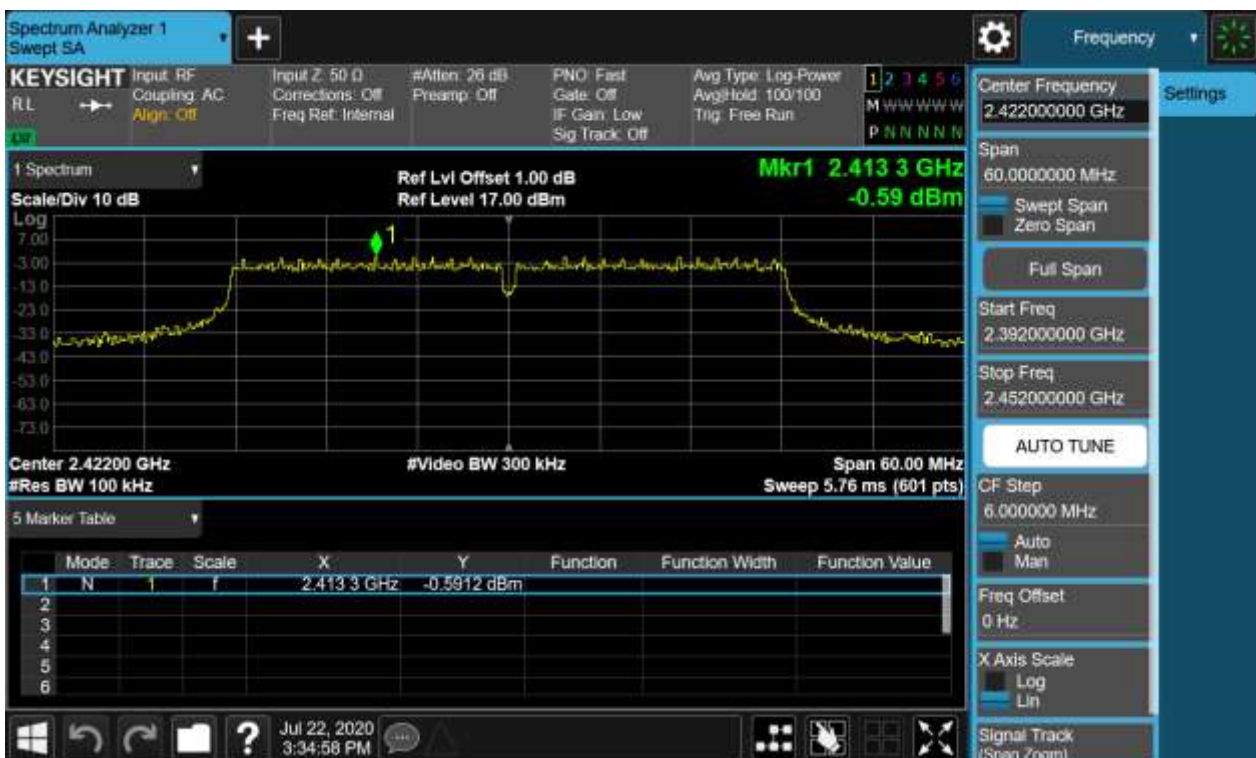 Spectrum Analyzer 1
Swept SA
Frequency
KEYSIGHT
RL
Input: RF
Coupling: AC
Align: Off
Input Z: 50 Ω
Corrections: Off
Freq Ref: Internal
#Atten: 26 dB
Preamp: Off
PNO: Fast
Gate: Off
IF Gain: Low
Sig Track: Off
Avg Type: Log-Power
Avg|Hold: 100/100
Trig: Free Run
1 2 3 4 5 6
M W W W W W
P N N N N N
1 Spectrum
Scale/Div 10 dB
Ref Lvl Offset 1.00 dB
Ref Level 17.00 dBm
Mkr1 2.413 3 GHz
-0.59 dBm
Log
7.00
-3.00
-13.0
-23.0
-33.0
-43.0
-53.0
-63.0
-73.0
1
Center 2.42200 GHz
#Res BW 100 kHz
#Video BW 300 kHz
Span 60.00 MHz
Sweep 5.76 ms (601 pts)
5 Marker Table
Mode Trace Scale X Y Function Function Width Function Value
1 N 1 f 2.413 3 GHz -0.5912 dBm
2
3
4
5
6
Jul 22, 2020
3:34:58 PM
Center Frequency
2.422000000 GHz
Settings
Span
60.0000000 MHz
Swept Span
Zero Span
Full Span
Start Freq
2.392000000 GHz
Stop Freq
2.452000000 GHz
AUTO TUNE
CF Step
6.000000 MHz
Auto
Man
Freq Offset
0 Hz
X Axis Scale
Log
Lin
Signal Track
(Span Zoom)